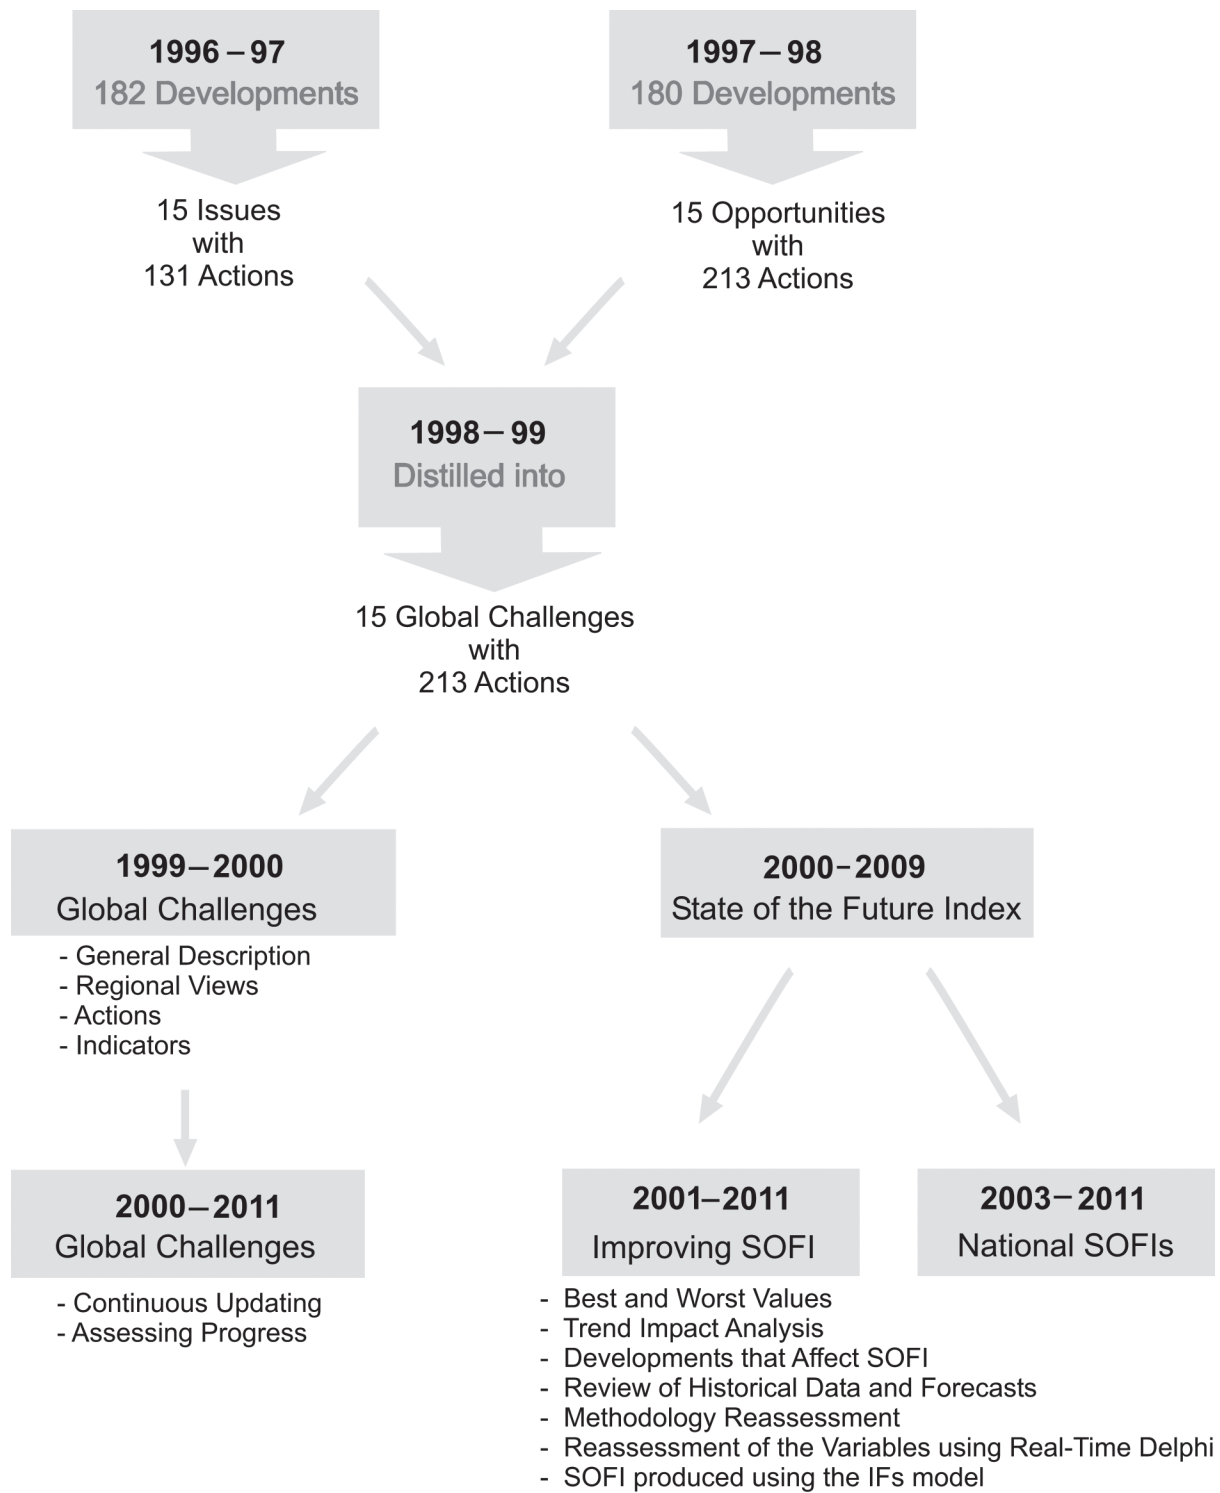 1996–97
182 Developments
15 Issues
with
131 Actions
1997–98
180 Developments
15 Opportunities
with
213 Actions
1998–99
Distilled into
15 Global Challenges
with
213 Actions
1999–2000
Global Challenges
- General Description
- Regional Views
- Actions
- Indicators
2000–2011
Global Challenges
- Continuous Updating
- Assessing Progress
2000–2009
State of the Future Index
2001–2011
Improving SOFI
- Best and Worst Values
- Trend Impact Analysis
- Developments that Affect SOFI
- Review of Historical Data and Forecasts
- Methodology Reassessment
- Reassessment of the Variables using Real-Time Delphi
- SOFI produced using the IFs model
2003–2011
National SOFIs